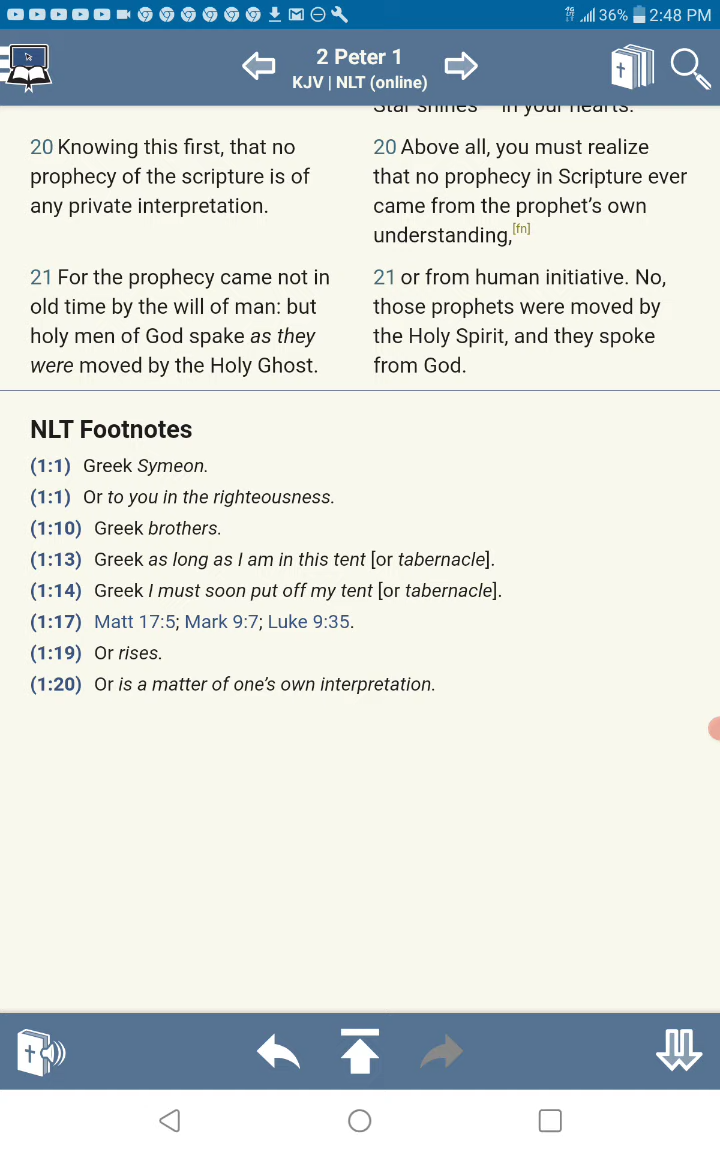 36% 2:48 PM
2 Peter 1
KJV | NLT (online)
Star shines in your hearts.
20 Knowing this first, that no
prophecy of the scripture is of
any private interpretation.
21 For the prophecy came not in
old time by the will of man: but
holy men of God spake as they
were moved by the Holy Ghost.
20 Above all, you must realize
that no prophecy in Scripture ever
came from the prophet's own
understanding,[fn]
21 or from human initiative. No,
those prophets were moved by
the Holy Spirit, and they spoke
from God.
NLT Footnotes
(1:1) Greek Symeon.
(1:1) Or to you in the righteousness.
(1:10) Greek brothers.
(1:13) Greek as long as I am in this tent [or tabernacle].
(1:14) Greek I must soon put off my tent [or tabernacle].
(1:17) Matt 17:5; Mark 9:7; Luke 9:35.
(1:19) Or rises.
(1:20) Or is a matter of one's own interpretation.